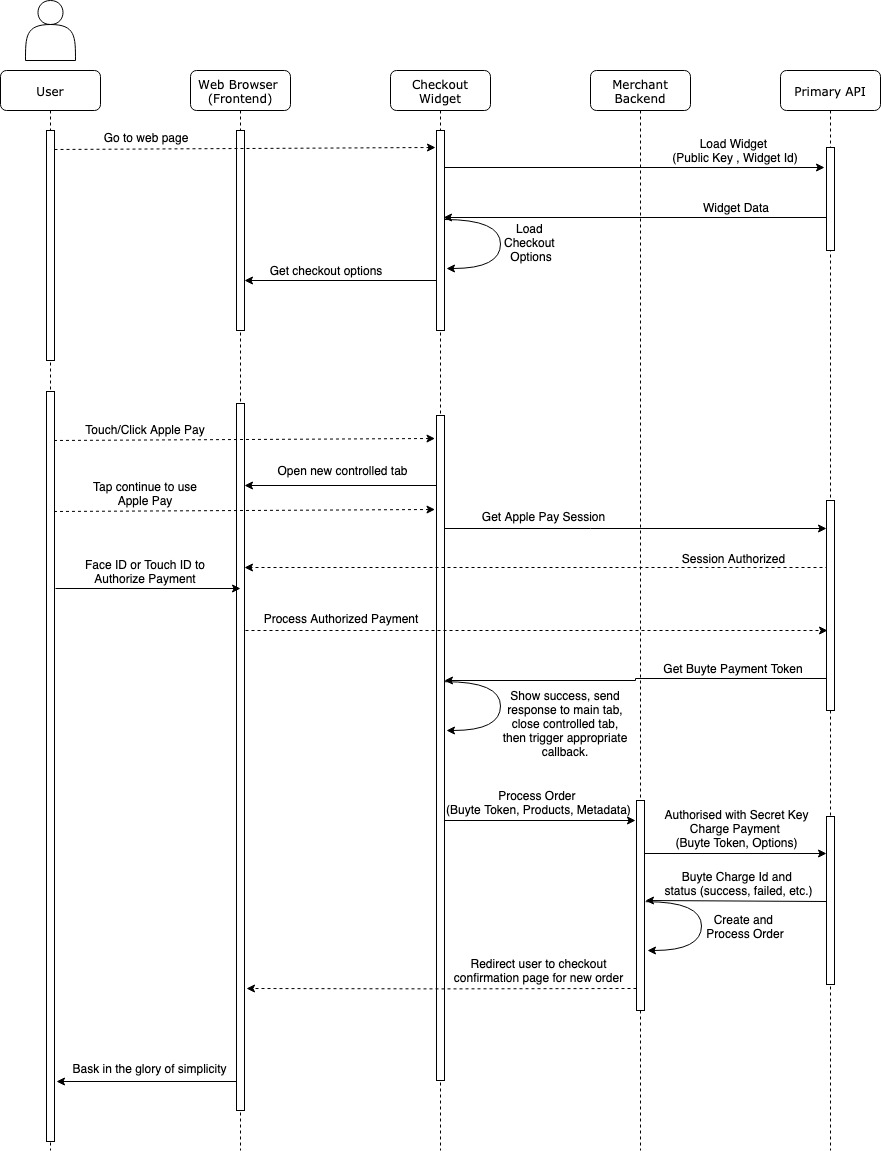 User
Web Browser
(Frontend)
Checkout
Widget
Merchant
Backend
Primary API
Go to web page
Load Widget
(Public Key , Widget Id)
Widget Data
Load
Checkout
Options
Get checkout options
Touch/Click Apple Pay
Open new controlled tab
Tap continue to use
Apple Pay
Get Apple Pay Session
Session Authorized
Face ID or Touch ID to
Authorize Payment
Process Authorized Payment
Get Buyte Payment Token
Show success, send
response to main tab,
close controlled tab,
then trigger appropriate
callback.
Process Order
(Buyte Token, Products, Metadata)
Authorised with Secret Key
Charge Payment
(Buyte Token, Options)
Buyte Charge Id and
status (success, failed, etc.)
Create and
Process Order
Redirect user to checkout
confirmation page for new order
Bask in the glory of simplicity